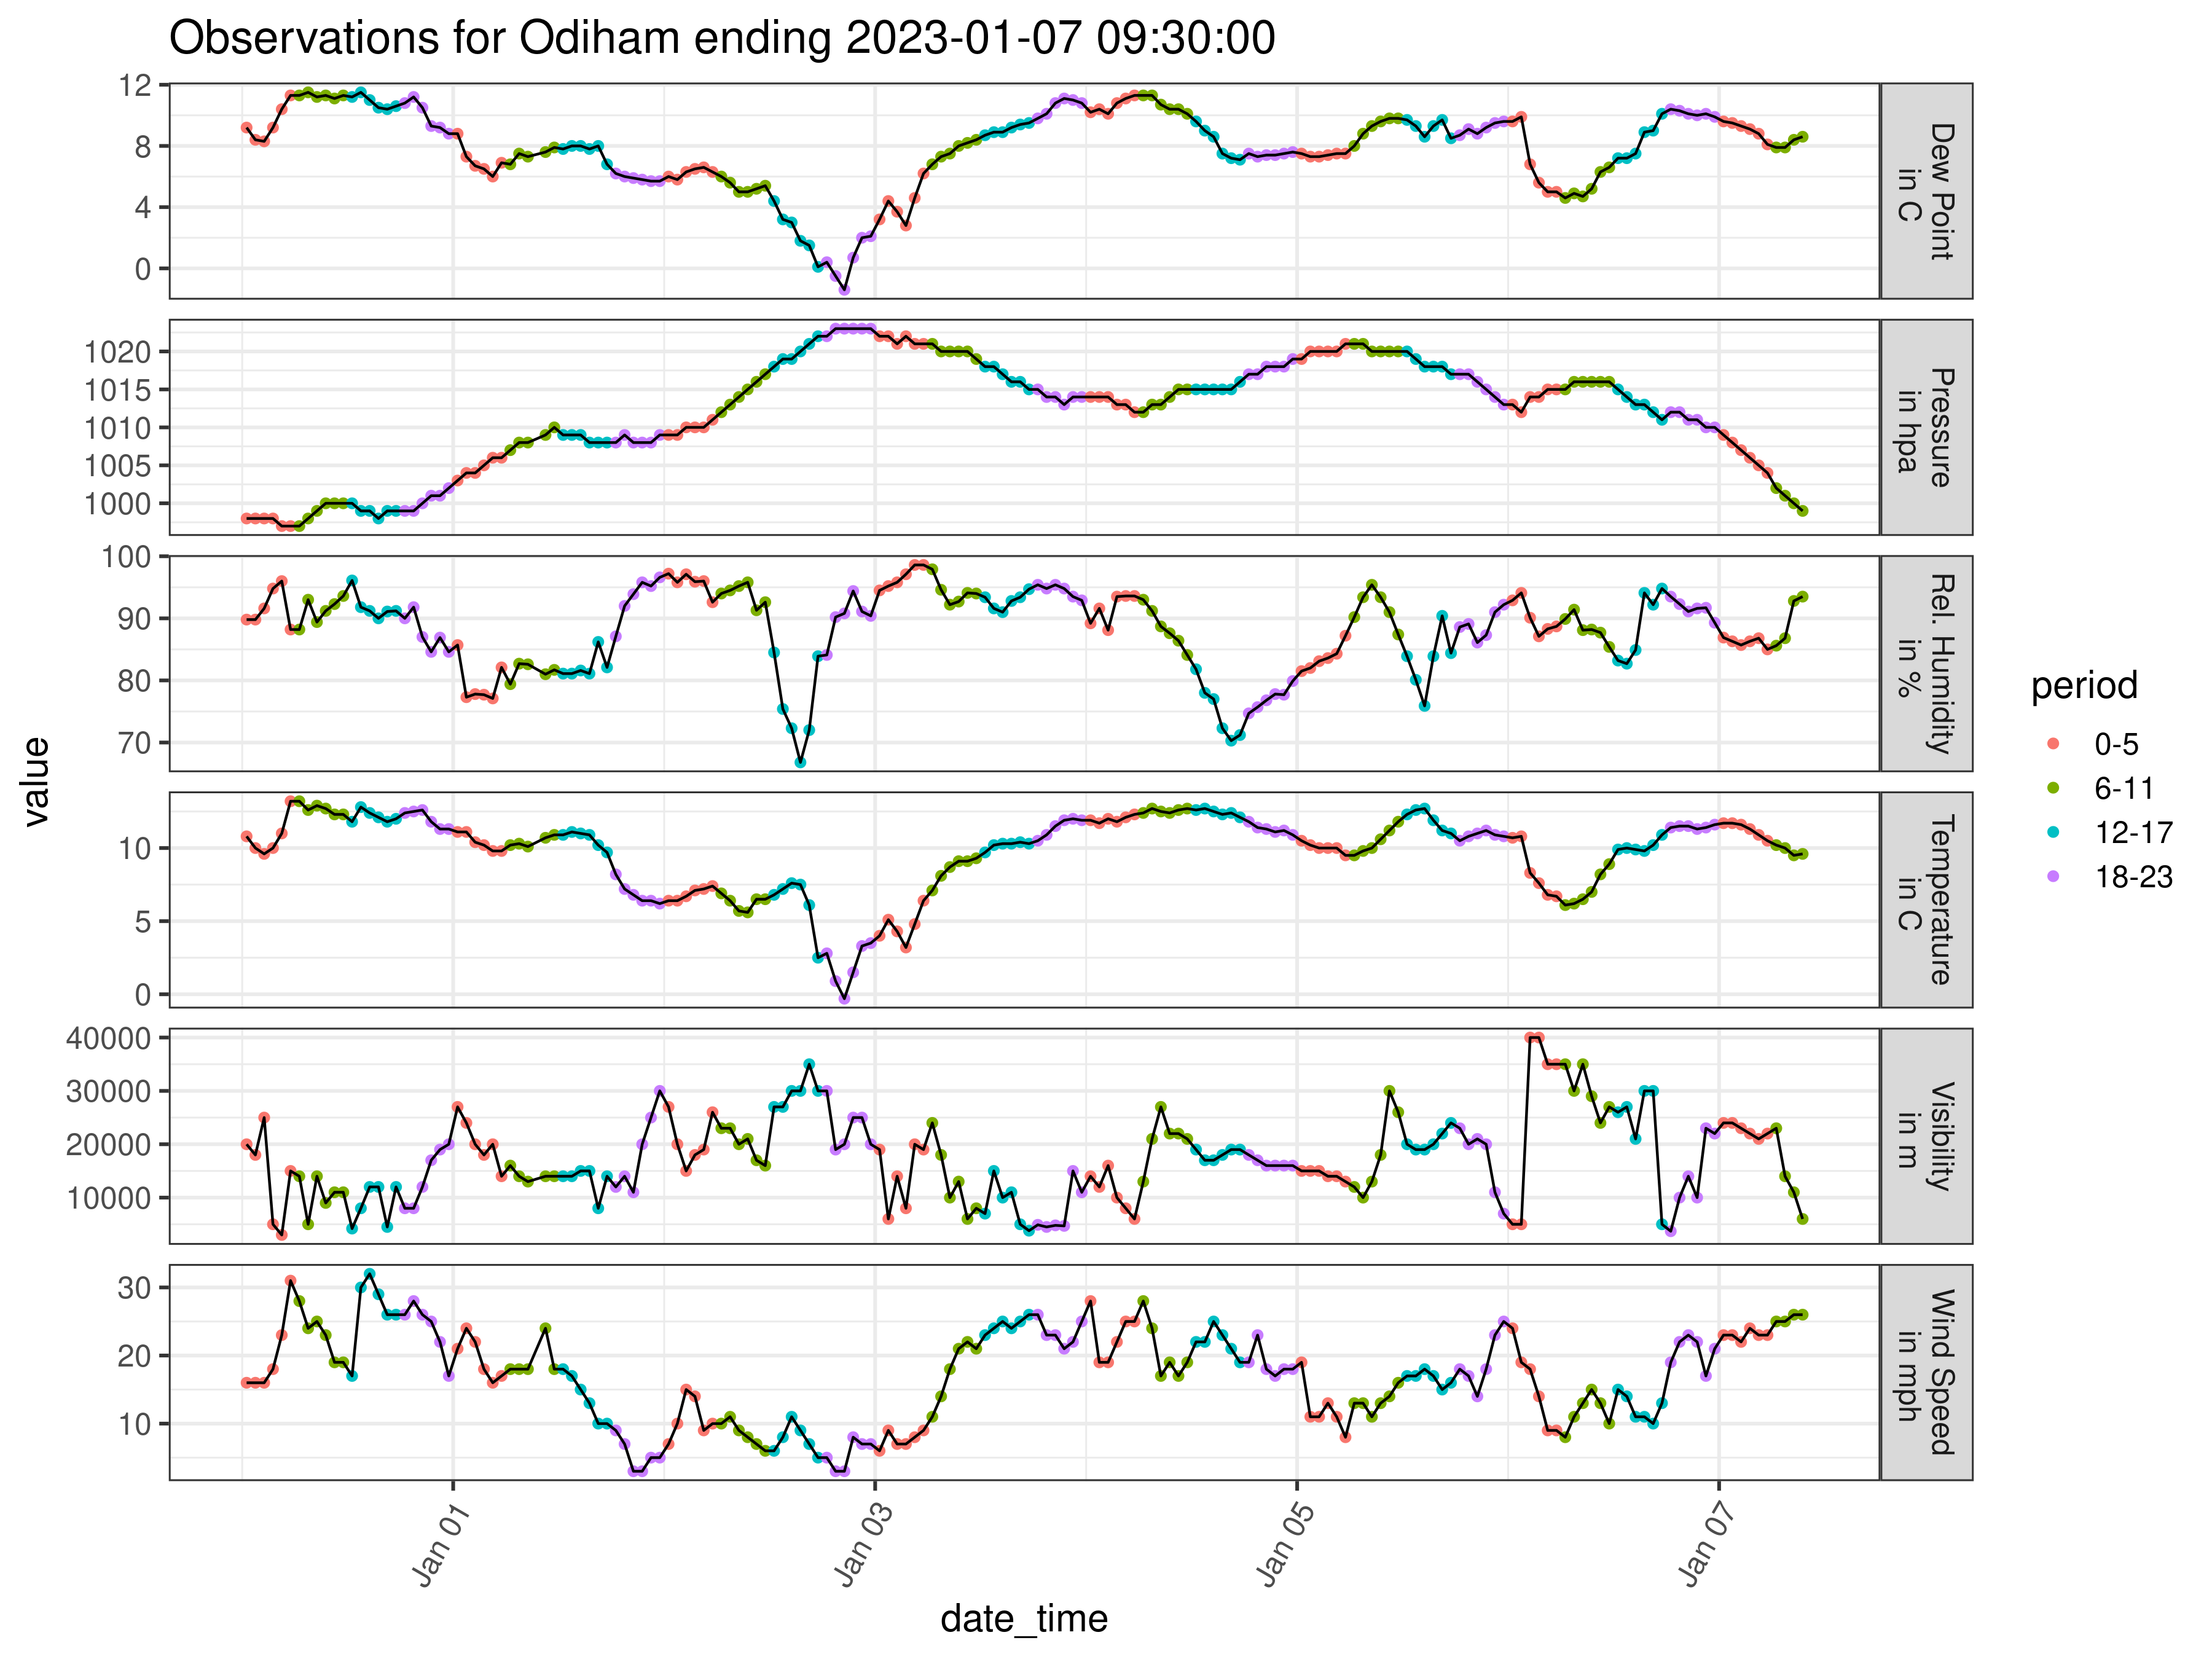 Observations for Odiham ending 2023-01-07 09:30:00
12
8
4
0
Dew Point
in C
1020
1015
1010
1005
1000
Pressure
in hpa
100
90
80
70
Rel. Humidity
in %
10
5
0
Temperature
in C
40000
30000
20000
10000
Visibility
in m
30
20
10
Wind Speed
in mph
value
Jan 01
Jan 03
Jan 05
Jan 07
date_time
period
0-5
6-11
12-17
18-23